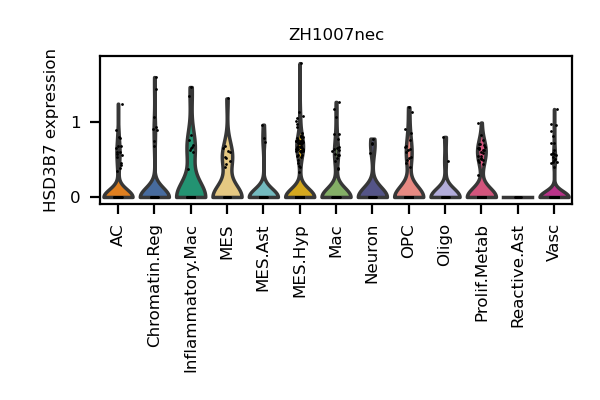 ZH1007nec
HSD3B7 expression
1
0
AC
Chromatin.Reg
Inflammatory.Mac
MES
MES.Ast
MES.Hyp
Mac
Neuron
OPC
Oligo
Prolif.Metab
Reactive.Ast
Vasc